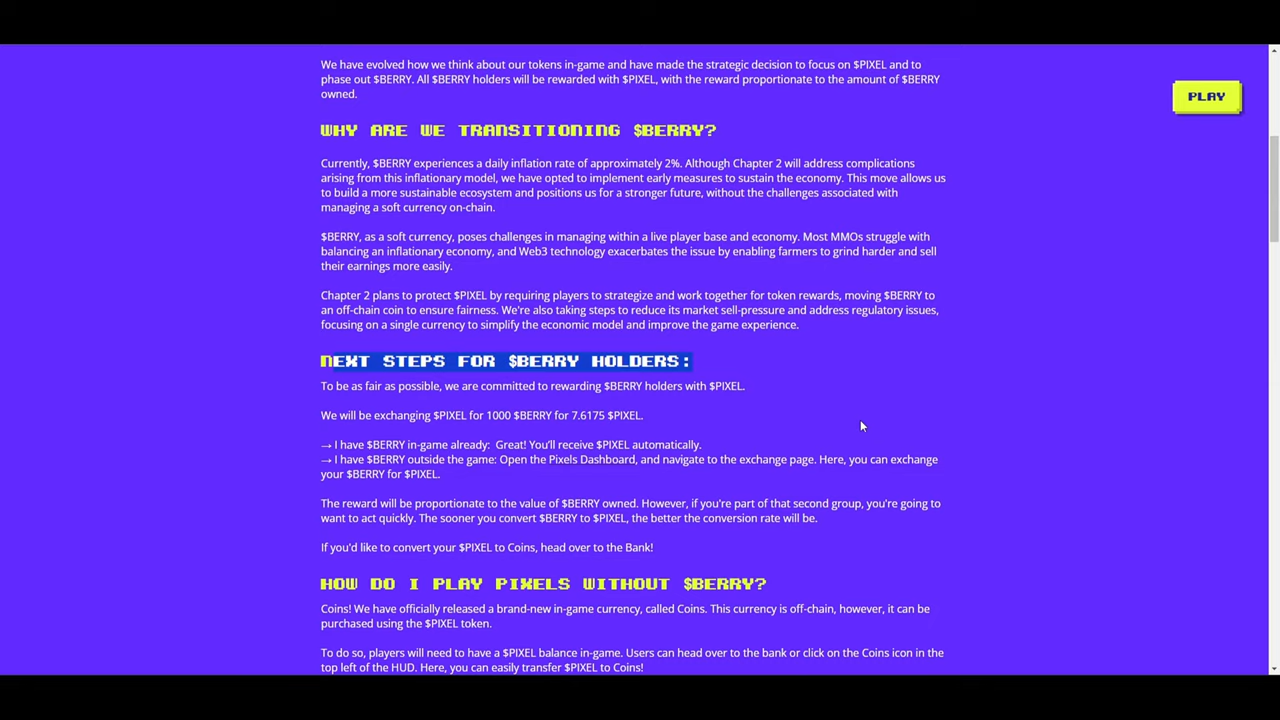 We have evolved how we think about our tokens in-game and have made the strategic decision to focus on $PIXEL and to
phase out $BERRY. All $BERRY holders will be rewarded with $PIXEL, with the reward proportionate to the amount of $BERRY
owned.
PLAY
WHY ARE WE TRANSITIONING $BERRY?
Currently, $BERRY experiences a daily inflation rate of approximately 2%. Although Chapter 2 will address complications
arising from this inflationary model, we have opted to implement early measures to sustain the economy. This move allows us
to build a more sustainable ecosystem and positions us for a stronger future, without the challenges associated with
managing a soft currency on-chain.
$BERRY, as a soft currency, poses challenges in managing within a live player base and economy. Most MMOs struggle with
balancing an inflationary economy, and Web3 technology exacerbates the issue by enabling farmers to grind harder and sell
their earnings more easily.
Chapter 2 plans to protect $PIXEL by requiring players to strategize and work together for token rewards, moving $BERRY to
an off-chain coin to ensure fairness. We're also taking steps to reduce its market sell-pressure and address regulatory issues,
focusing on a single currency to simplify the economic model and improve the game experience.
NEXT STEPS FOR $BERRY HOLDERS:
To be as fair as possible, we are committed to rewarding $BERRY holders with $PIXEL.
We will be exchanging $PIXEL for 1000 $BERRY for 7.6175 $PIXEL.
→ I have $BERRY in-game already: Great! You'll receive $PIXEL automatically.
→ I have $BERRY outside the game: Open the Pixels Dashboard, and navigate to the exchange page. Here, you can exchange
your $BERRY for $PIXEL.
The reward will be proportionate to the value of $BERRY owned. However, if you're part of that second group, you're going to
want to act quickly. The sooner you convert $BERRY to $PIXEL, the better the conversion rate will be.
If you'd like to convert your $PIXEL to Coins, head over to the Bank!
HOW DO I PLAY PIXELS WITHOUT $BERRY?
Coins! We have officially released a brand-new in-game currency, called Coins. This currency is off-chain, however, it can be
purchased using the $PIXEL token.
To do so, players will need to have a $PIXEL balance in-game. Users can head over to the bank or click on the Coins icon in the
top left of the HUD. Here, you can easily transfer $PIXEL to Coins!